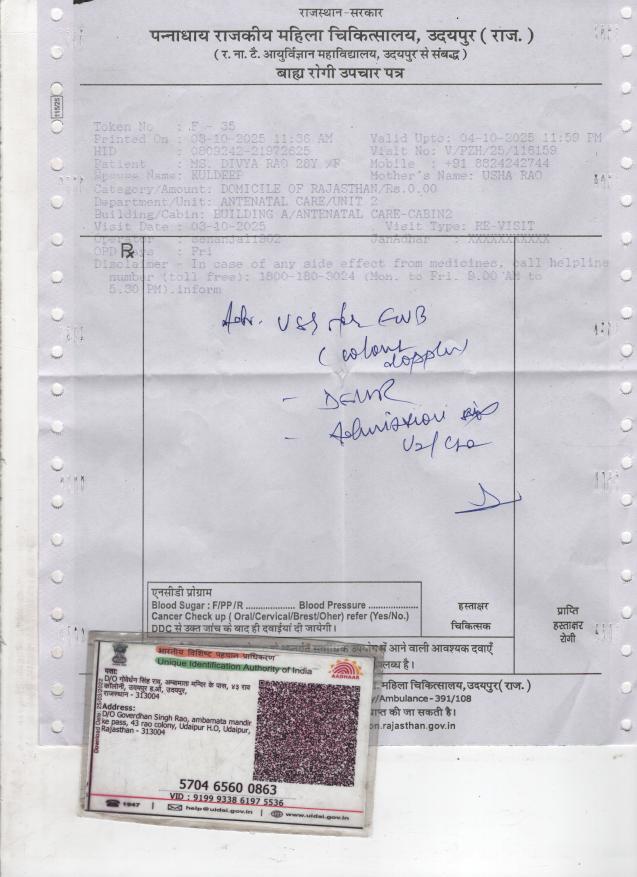 राजस्थान-सरकार
पन्नाधाय राजकीय महिला चिकित्सालय, उदयपुर ( राज. )
( र. ना. टै. आयुर्विज्ञान महाविद्यालय, उदयपुर से संबद्ध )
बाह्य रोगी उपचार पत्र
115/25
Token No : F - 35
Printed On : 03-10-2025 11:36 AM Valid Upto: 04-10-2025 11:59 PM
HID : Visit No: V/PZH/25/116159
Patient : MS. DIVYA RAO 28Y /F Mobile : +91 8824242744
Spouse Name: KULDEEP Mother's Name: USHA RAO
Category/Amount: DOMICILE OF RAJASTHAN/Rs.0.00
Department/Unit: ANTENATAL CARE/UNIT 2
Building/Cabin: BUILDING A/ANTENATAL CARE-CABIN2
Visit Date : 03-10-2025 Visit Type: RE-VISIT
Janadhar : XXXXXXXXXX
OPD Days : Fri
Rx
Disclaimer - In case of any side effect from medicines, call helpline
number (toll free): 1800-180-3024 (Mon. to Fri. 9.00 AM to
5.30 PM).inform
Adv. USG for FWB
( colour
doppler)
- DFMR
- Admission
एनसीडी प्रोग्राम
Blood Sugar : F/PP/R .................... Blood Pressure ..................
Cancer Check up ( Oral/Cervical/Brest/Oher) refer (Yes/No.)
DDC से उक्त जांच के बाद ही दवाईयां दी जायेगी।
हस्ताक्षर
चिकित्सक
प्राप्ति
हस्ताक्षर
रोगी
में आने वाली आवश्यक दवाएँ
लब्ध है।
महिला चिकित्सालय,उदयपुर( राज. )
y/Ambulance - 391/108
प्त की जा सकती है।
on.rajasthan.gov.in
भारतीय विशिष्ट पहचान प्राधिकरण
Unique Identification Authority of India
AADHAAR
पता:
D/O गोवेर्धन सिंह राव, अम्बामाता मन्दिर के पास, ४३ राव
कोलोनी, उदयपुर ह.ओ, उदयपुर,
राजस्थान - 313004
Address:
D/O Goverdhan Singh Rao, ambamata mandir
ke pass, 43 rao colony, Udaipur H.O, Udaipur,
Rajasthan - 313004
5704 6560 0863
VID : 9199 9338 6197 5536
1947 | help@uidai.gov.in | www.uidai.gov.in